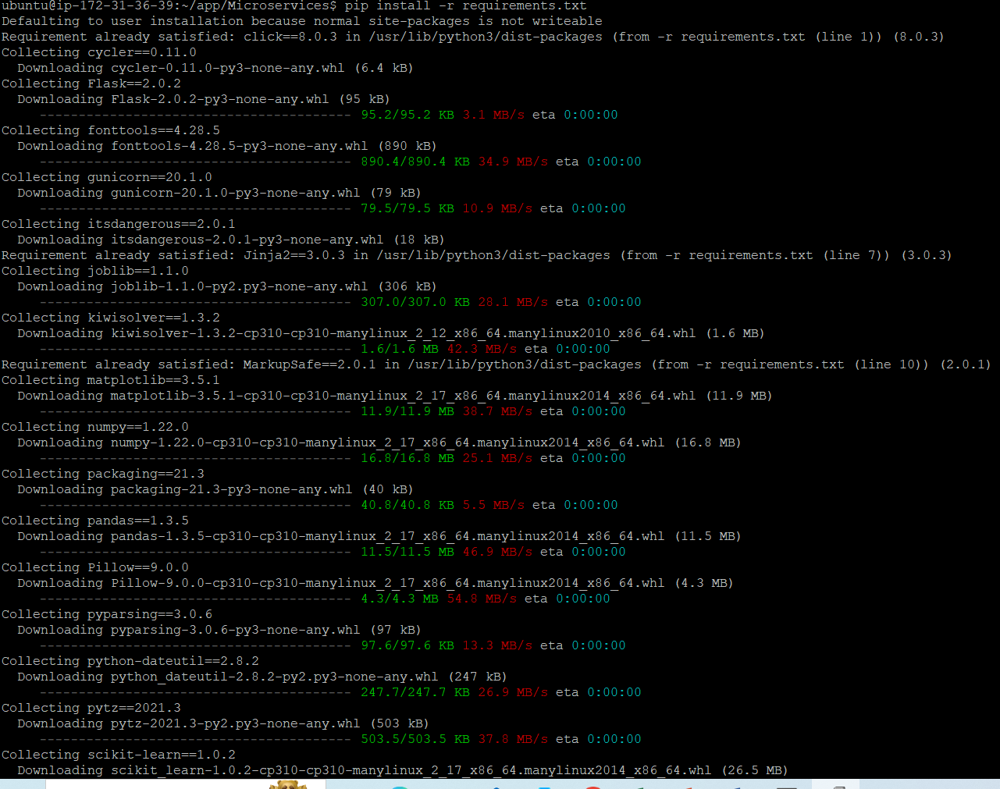 ubuntu@ip-172-31-36-39:~/app/Microservices$ pip install -r requirements.txt
Defaulting to user installation because normal site-packages is not writeable
Requirement already satisfied: click==8.0.3 in /usr/lib/python3/dist-packages (from -r requirements.txt (line 1)) (8.0.3)
Collecting cycler==0.11.0
  Downloading cycler-0.11.0-py3-none-any.whl (6.4 kB)
Collecting Flask==2.0.2
  Downloading Flask-2.0.2-py3-none-any.whl (95 kB)
     ---------------------------------------- 95.2/95.2 KB 3.1 MB/s eta 0:00:00
Collecting fonttools==4.28.5
  Downloading fonttools-4.28.5-py3-none-any.whl (890 kB)
     ---------------------------------------- 890.4/890.4 KB 34.9 MB/s eta 0:00:00
Collecting gunicorn==20.1.0
  Downloading gunicorn-20.1.0-py3-none-any.whl (79 kB)
     ---------------------------------------- 79.5/79.5 KB 10.9 MB/s eta 0:00:00
Collecting itsdangerous==2.0.1
  Downloading itsdangerous-2.0.1-py3-none-any.whl (18 kB)
Requirement already satisfied: Jinja2==3.0.3 in /usr/lib/python3/dist-packages (from -r requirements.txt (line 7)) (3.0.3)
Collecting joblib==1.1.0
  Downloading joblib-1.1.0-py2.py3-none-any.whl (306 kB)
     ---------------------------------------- 307.0/307.0 KB 28.1 MB/s eta 0:00:00
Collecting kiwisolver==1.3.2
  Downloading kiwisolver-1.3.2-cp310-cp310-manylinux_2_12_x86_64.manylinux2010_x86_64.whl (1.6 MB)
     ---------------------------------------- 1.6/1.6 MB 42.3 MB/s eta 0:00:00
Requirement already satisfied: MarkupSafe==2.0.1 in /usr/lib/python3/dist-packages (from -r requirements.txt (line 10)) (2.0.1)
Collecting matplotlib==3.5.1
  Downloading matplotlib-3.5.1-cp310-cp310-manylinux_2_17_x86_64.manylinux2014_x86_64.whl (11.9 MB)
     ---------------------------------------- 11.9/11.9 MB 38.7 MB/s eta 0:00:00
Collecting numpy==1.22.0
  Downloading numpy-1.22.0-cp310-cp310-manylinux_2_17_x86_64.manylinux2014_x86_64.whl (16.8 MB)
     ---------------------------------------- 16.8/16.8 MB 25.1 MB/s eta 0:00:00
Collecting packaging==21.3
  Downloading packaging-21.3-py3-none-any.whl (40 kB)
     ---------------------------------------- 40.8/40.8 KB 5.5 MB/s eta 0:00:00
Collecting pandas==1.3.5
  Downloading pandas-1.3.5-cp310-cp310-manylinux_2_17_x86_64.manylinux2014_x86_64.whl (11.5 MB)
     ---------------------------------------- 11.5/11.5 MB 46.9 MB/s eta 0:00:00
Collecting Pillow==9.0.0
  Downloading Pillow-9.0.0-cp310-cp310-manylinux_2_17_x86_64.manylinux2014_x86_64.whl (4.3 MB)
     ---------------------------------------- 4.3/4.3 MB 54.8 MB/s eta 0:00:00
Collecting pyparsing==3.0.6
  Downloading pyparsing-3.0.6-py3-none-any.whl (97 kB)
     ---------------------------------------- 97.6/97.6 KB 13.3 MB/s eta 0:00:00
Collecting python-dateutil==2.8.2
  Downloading python_dateutil-2.8.2-py2.py3-none-any.whl (247 kB)
     ---------------------------------------- 247.7/247.7 KB 26.9 MB/s eta 0:00:00
Collecting pytz==2021.3
  Downloading pytz-2021.3-py2.py3-none-any.whl (503 kB)
     ---------------------------------------- 503.5/503.5 KB 37.8 MB/s eta 0:00:00
Collecting scikit-learn==1.0.2
  Downloading scikit_learn-1.0.2-cp310-cp310-manylinux_2_17_x86_64.manylinux2014_x86_64.whl (26.5 MB)